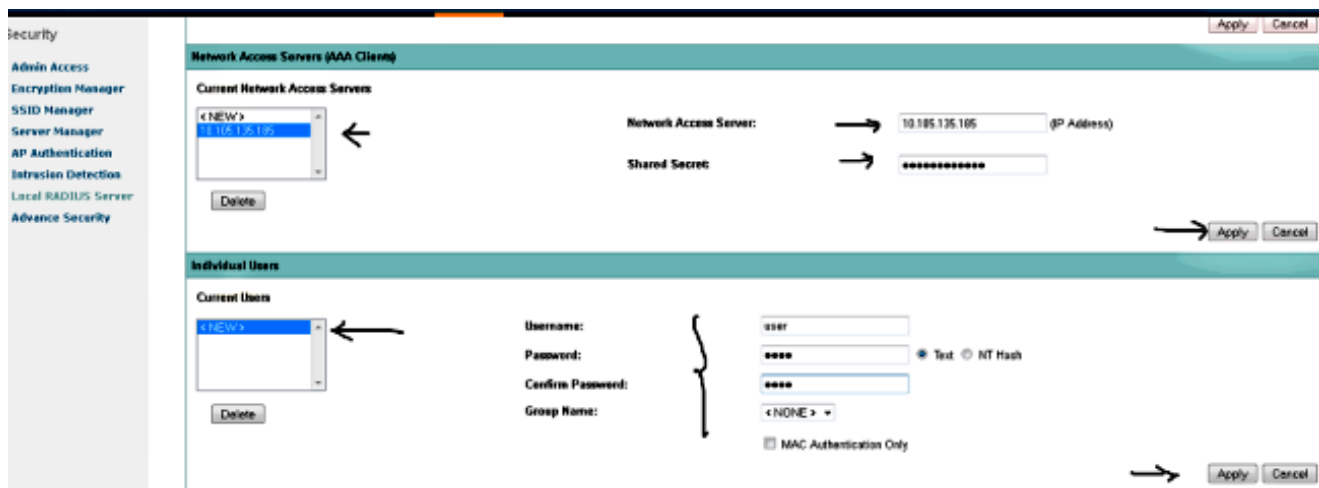 Apply Cancel
Security
Admin Access
Encryption Manager
SSID Manager
Server Manager
AP Authentication
Intrusion Detection
Local RADIUS Server
Advance Security
Network Access Servers (AAA Clients)
Current Network Access Servers
<NEW>
10.105.135.185
Delete
Network Access Server: 10.105.135.185 (IP Address)
Shared Secret: ••••••••••••
Apply Cancel
Individual Users
Current Users
<NEW>
Delete
Username: user
Password: •••• Text NT Hash
Confirm Password: ••••
Group Name: <NONE>
MAC Authentication Only
Apply Cancel